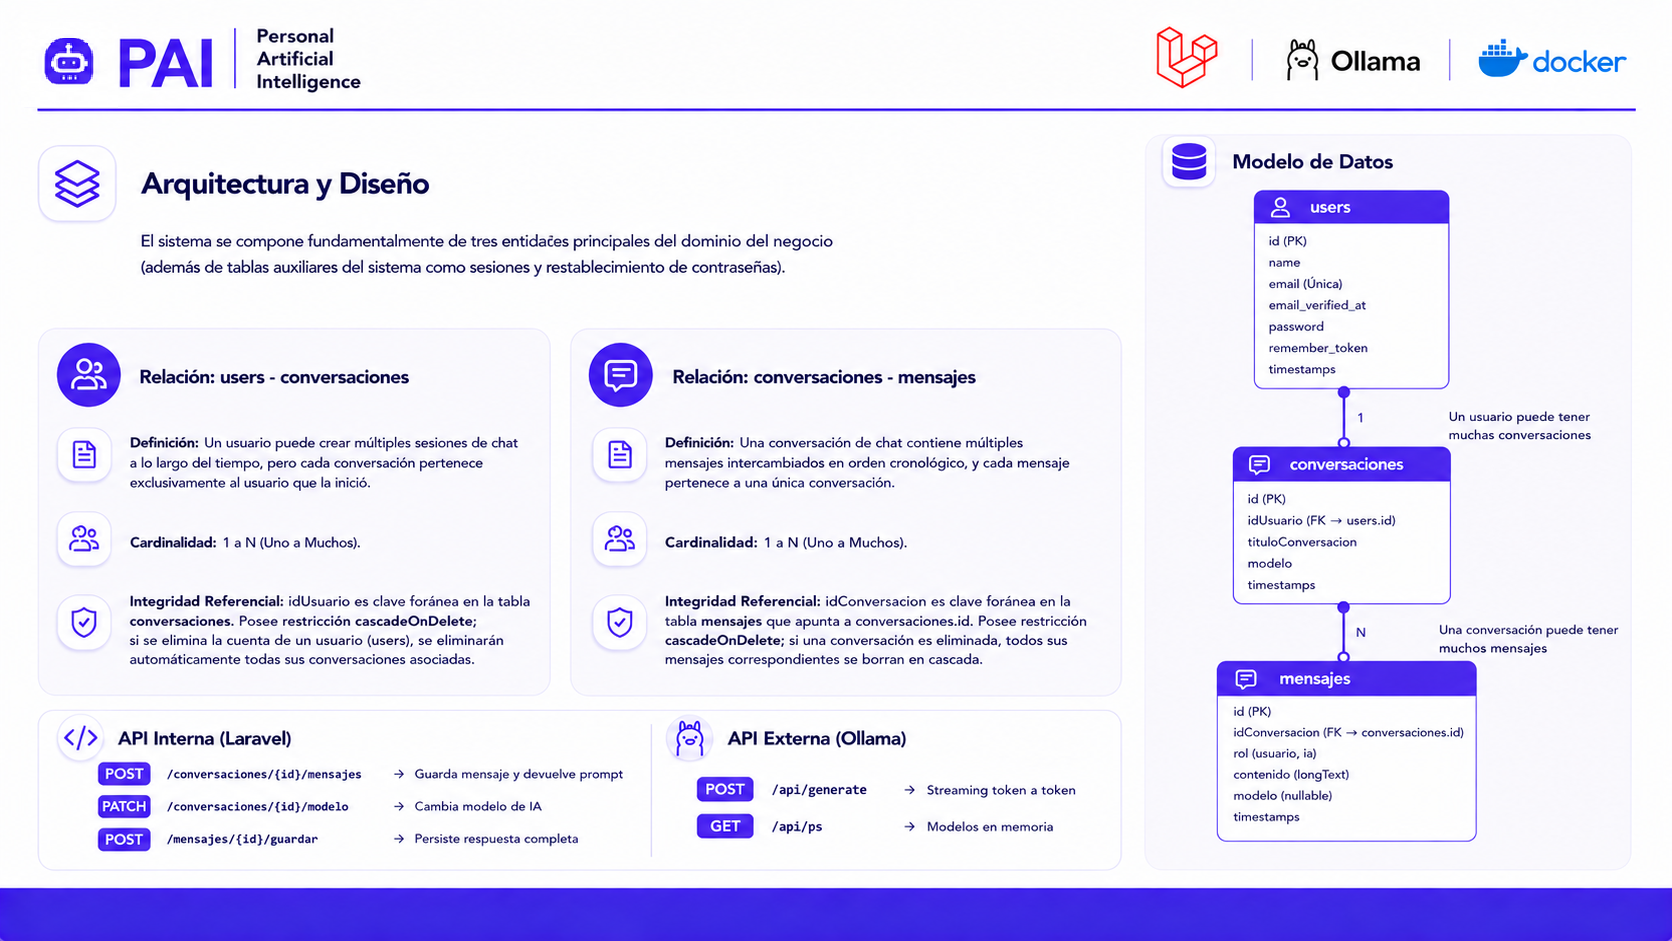 PAI
Personal
Artificial
Intelligence
Ollama
docker
Arquitectura y Diseño
El sistema se compone fundamentalmente de tres entidades principales del dominio del negocio
(además de tablas auxiliares del sistema como sesiones y restablecimiento de contraseñas).
Relación: users - conversaciones
Definición: Un usuario puede crear múltiples sesiones de chat
a lo largo del tiempo, pero cada conversación pertenece
exclusivamente al usuario que la inició.
Cardinalidad: 1 a N (Uno a Muchos).
Integridad Referencial: idUsuario es clave foránea en la tabla
conversaciones. Posee restricción cascadeOnDelete;
si se elimina la cuenta de un usuario (users), se eliminarán
automáticamente todas sus conversaciones asociadas.
Relación: conversaciones - mensajes
Definición: Una conversación de chat contiene múltiples
mensajes intercambiados en orden cronológico, y cada mensaje
pertenece a una única conversación.
Cardinalidad: 1 a N (Uno a Muchos).
Integridad Referencial: idConversacion es clave foránea en la
tabla mensajes que apunta a conversaciones.id. Posee restricción
cascadeOnDelete; si una conversación es eliminada, todos sus
mensajes correspondientes se borran en cascada.
API Interna (Laravel)
POST /conversaciones/{id}/mensajes → Guarda mensaje y devuelve prompt
PATCH /conversaciones/{id}/modelo → Cambia modelo de IA
POST /mensajes/{id}/guardar → Persiste respuesta completa
API Externa (Ollama)
POST /api/generate → Streaming token a token
GET /api/ps → Modelos en memoria
Modelo de Datos
users
id (PK)
name
email (Única)
email_verified_at
password
remember_token
timestamps
1
Un usuario puede tener
muchas conversaciones
conversaciones
id (PK)
idUsuario (FK → users.id)
tituloConversacion
modelo
timestamps
N
Una conversación puede tener
muchos mensajes
mensajes
id (PK)
idConversacion (FK → conversaciones.id)
rol (usuario, ia)
contenido (longText)
modelo (nullable)
timestamps